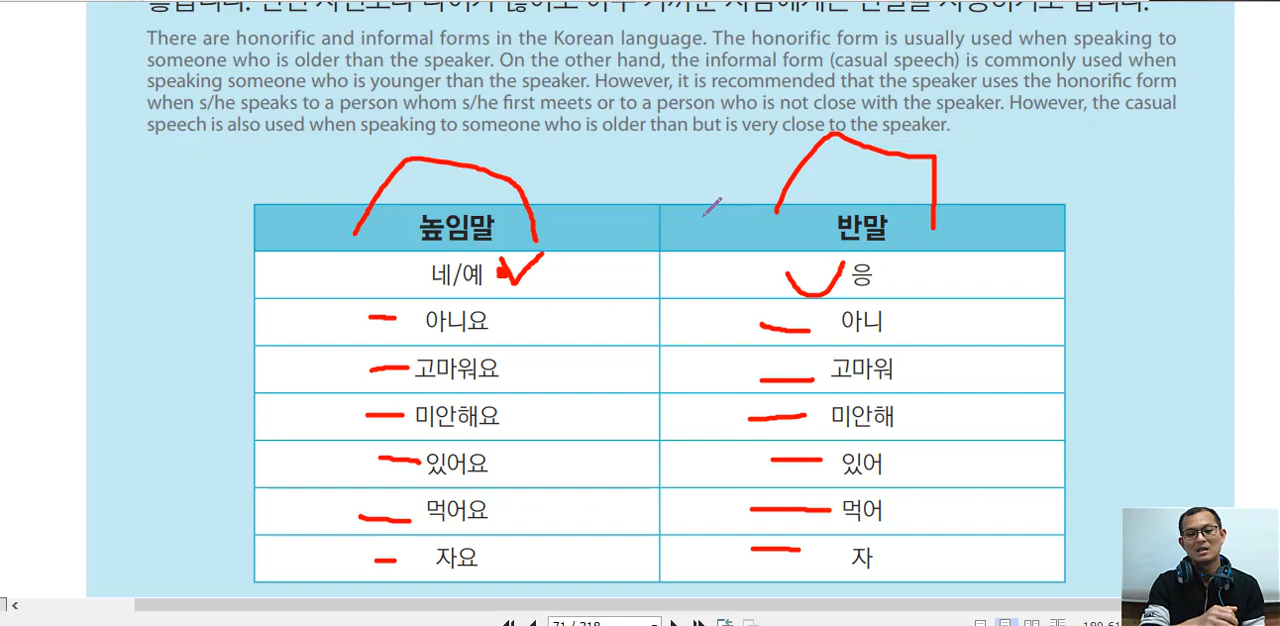 There are honorific and informal forms in the Korean language. The honorific form is usually used when speaking to
someone who is older than the speaker. On the other hand, the informal form (casual speech) is commonly used when
speaking someone who is younger than the speaker. However, it is recommended that the speaker uses the honorific form
when s/he speaks to a person whom s/he first meets or to a person who is not close with the speaker. However, the casual
speech is also used when speaking to someone who is older than but is very close to the speaker.
높임말 반말
네/예 응
아니요 아니
고마워요 고마워
미안해요 미안해
있어요 있어
먹어요 먹어
자요 자